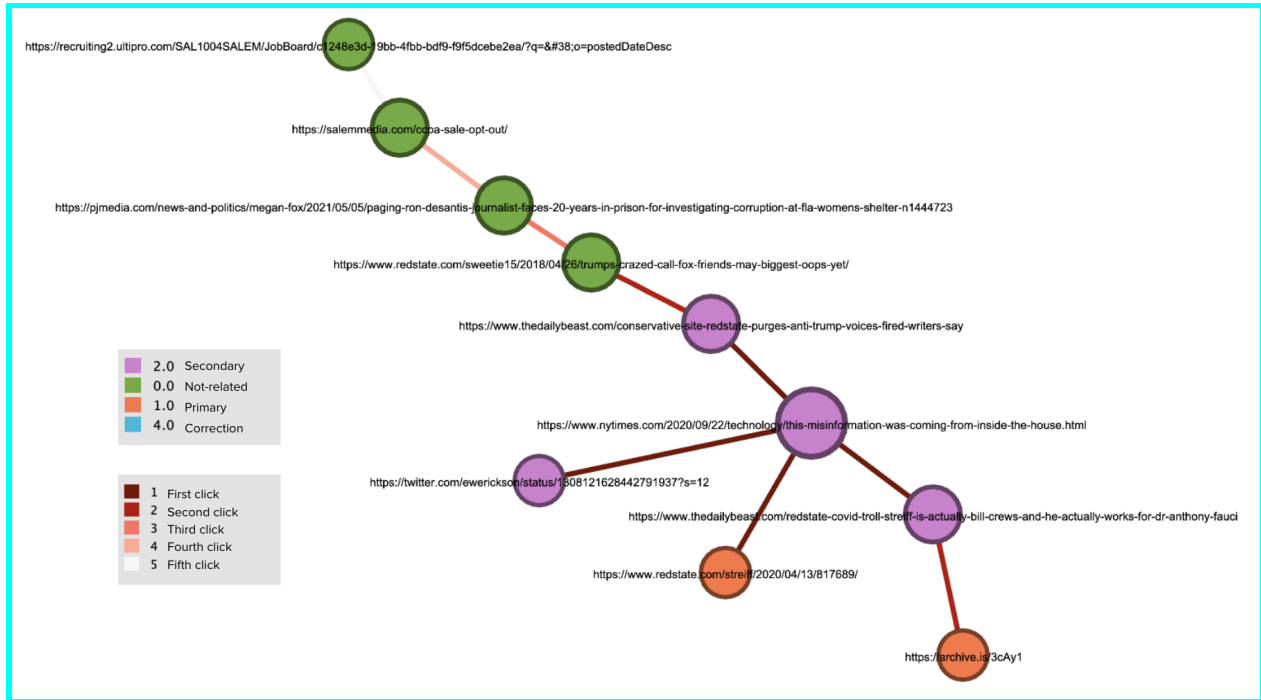 https://recruiting2.ultipro.com/SAL1004SALEM/JobBoard/c1248e3d-19bb-4fbb-bdf9-f9f5dcebe2ea/?q=&#38;o=postedDateDesc
https://salemmedia.com/ccpa-sale-opt-out/
https://pjmedia.com/news-and-politics/megan-fox/2021/05/05/paging-ron-desantis-journalist-faces-20-years-in-prison-for-investigating-corruption-at-fla-womens-shelter-n1444723
https://www.redstate.com/sweetie15/2018/04/26/trumps-crazed-call-fox-friends-may-biggest-oops-yet/
https://www.thedailybeast.com/conservative-site-redstate-purges-anti-trump-voices-fired-writers-say
2.0 Secondary
0.0 Not-related
1.0 Primary
4.0 Correction
https://www.nytimes.com/2020/09/22/technology/this-misinformation-was-coming-from-inside-the-house.html
https://twitter.com/ewerickson/status/1308121628442791937?s=12
1 First click
2 Second click
3 Third click
4 Fourth click
5 Fifth click
https://www.thedailybeast.com/redstate-covid-troll-streiff-is-actually-bill-crews-and-he-actually-works-for-dr-anthony-fauci
https://www.redstate.com/streiff/2020/04/13/817689/
https://archive.is/3cAy1